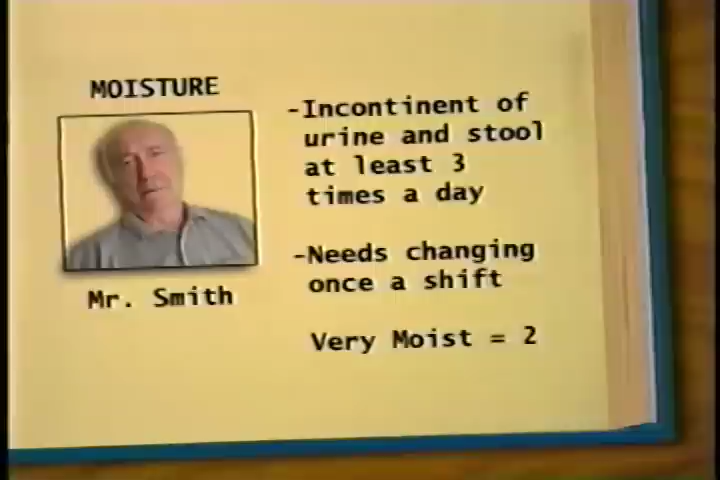 MOISTURE
Mr. Smith
-Incontinent of
urine and stool
at least 3
times a day
-Needs changing
once a shift
Very Moist = 2